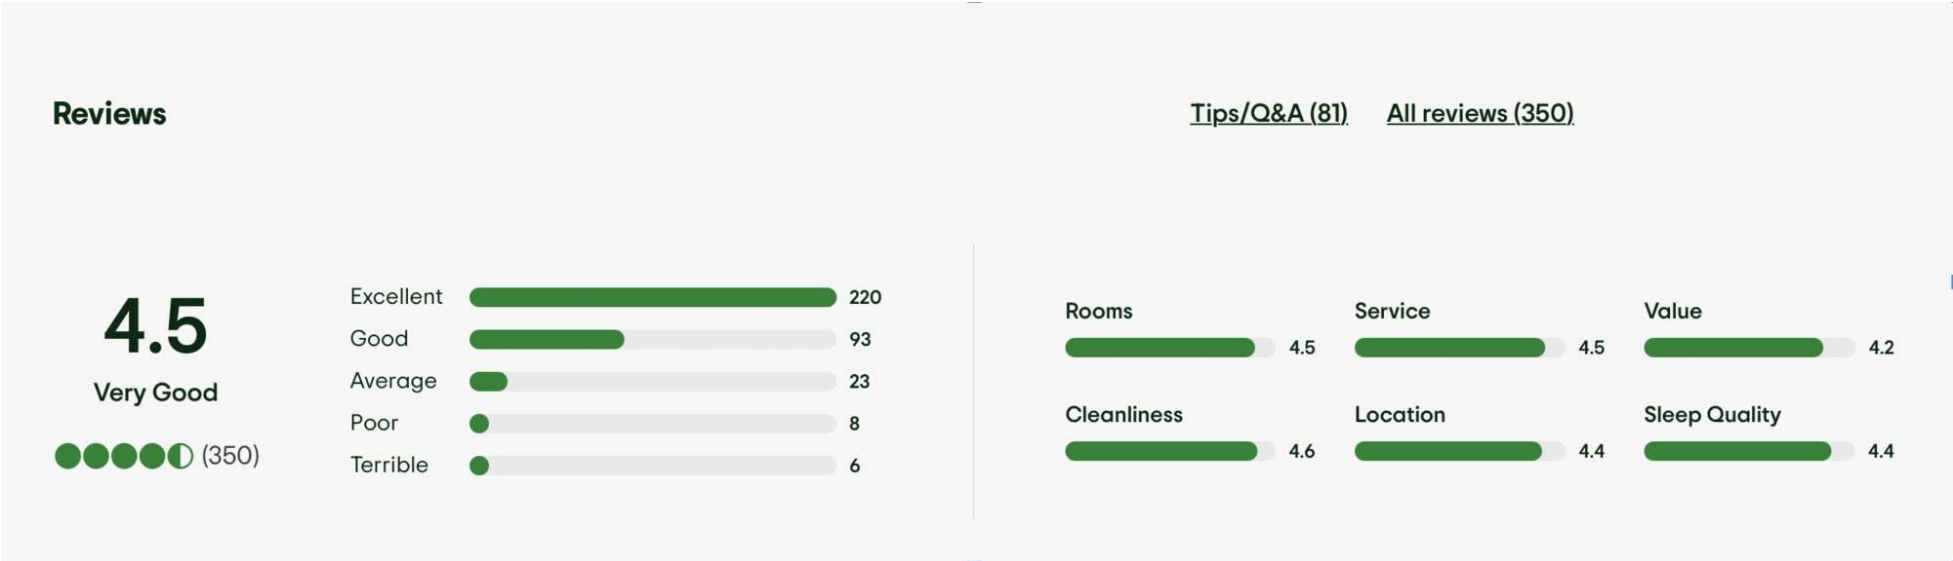 Reviews
Tips/Q&A (81) All reviews (350)
4.5
Very Good
(350)
Excellent 220
Good 93
Average 23
Poor 8
Terrible 6
Rooms Service Value
4.5 4.5 4.2
Cleanliness Location Sleep Quality
4.6 4.4 4.4